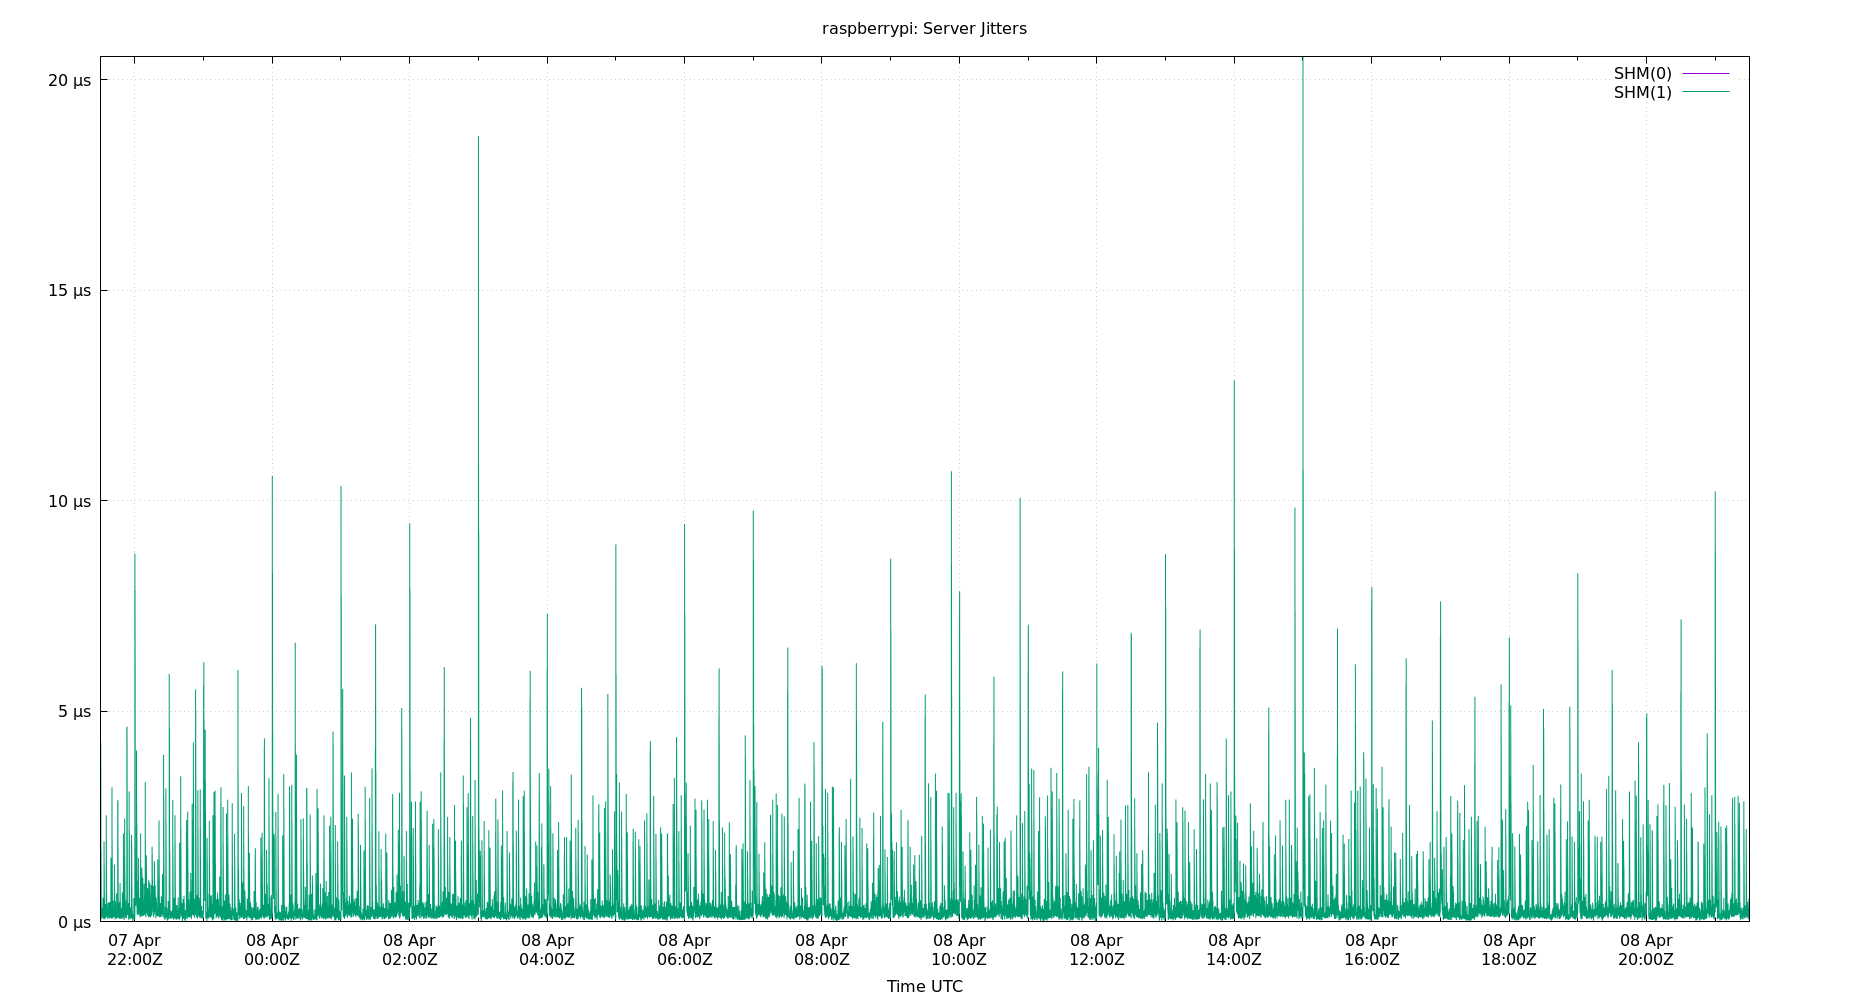 raspberrypi: Server Jitters
SHM(0)
SHM(1)
20 µs
15 µs
10 µs
5 µs
0 µs
07 Apr
22:00Z
08 Apr
00:00Z
08 Apr
02:00Z
08 Apr
04:00Z
08 Apr
06:00Z
08 Apr
08:00Z
08 Apr
10:00Z
08 Apr
12:00Z
08 Apr
14:00Z
08 Apr
16:00Z
08 Apr
18:00Z
08 Apr
20:00Z
Time UTC